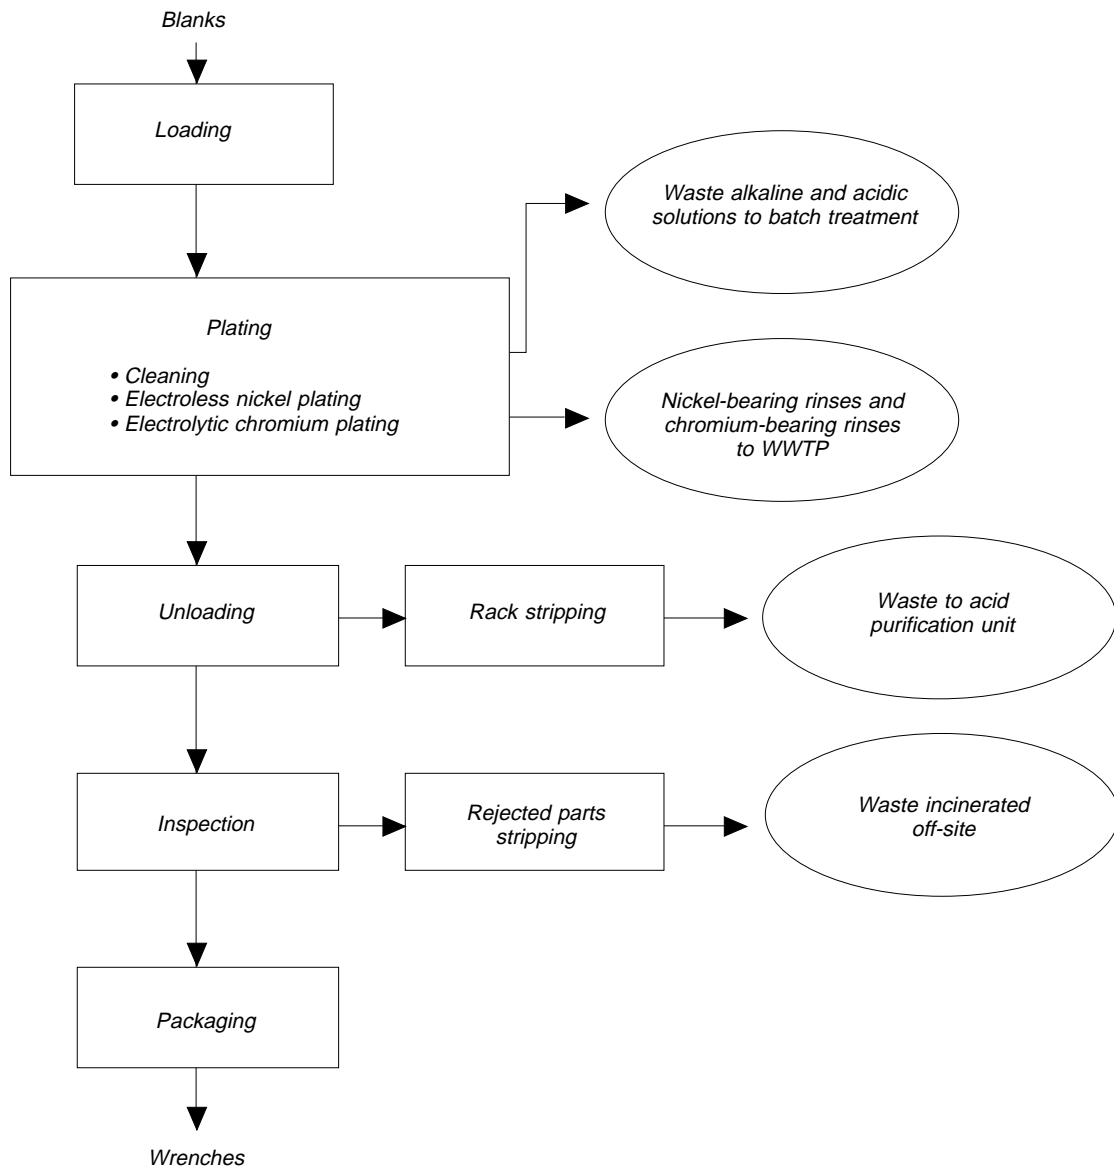 Blanks
Loading
Waste alkaline and acidic
solutions to batch treatment
Plating
• Cleaning
• Electroless nickel plating
• Electrolytic chromium plating
Nickel-bearing rinses and
chromium-bearing rinses
to WWTP
Unloading
Rack stripping
Waste to acid
purification unit
Inspection
Rejected parts
stripping
Waste incinerated
off-site
Packaging
Wrenches